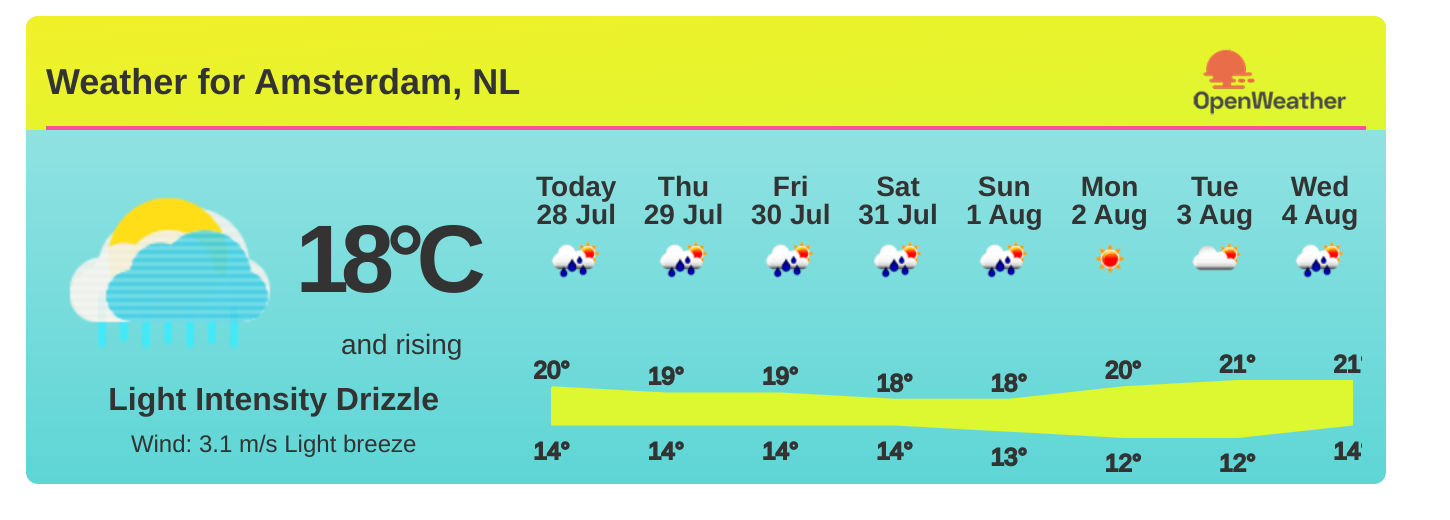 Weather for Amsterdam, NL
OpenWeather
18°C
and rising
Light Intensity Drizzle
Wind: 3.1 m/s Light breeze
Today Thu Fri Sat Sun Mon Tue Wed
28 Jul 29 Jul 30 Jul 31 Jul 1 Aug 2 Aug 3 Aug 4 Aug
20° 19° 19° 18° 18° 20° 21° 21°
14° 14° 14° 14° 13° 12° 12° 14